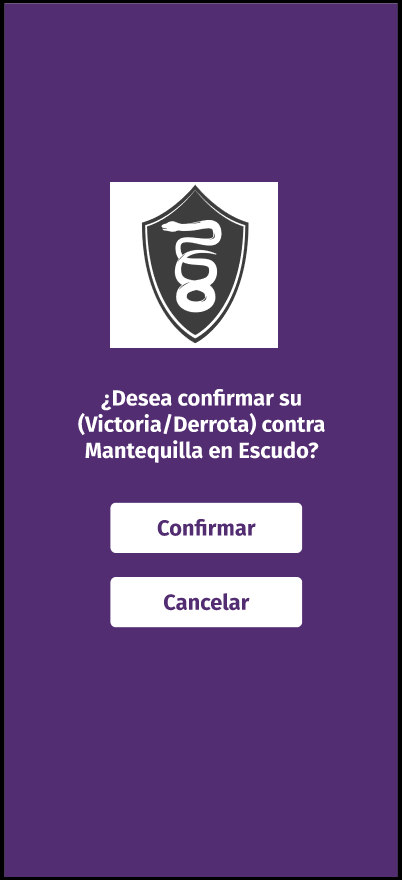 ¿Desea confirmar su
(Victoria/Derrota) contra
Mantequilla en Escudo?
Confirmar
Cancelar